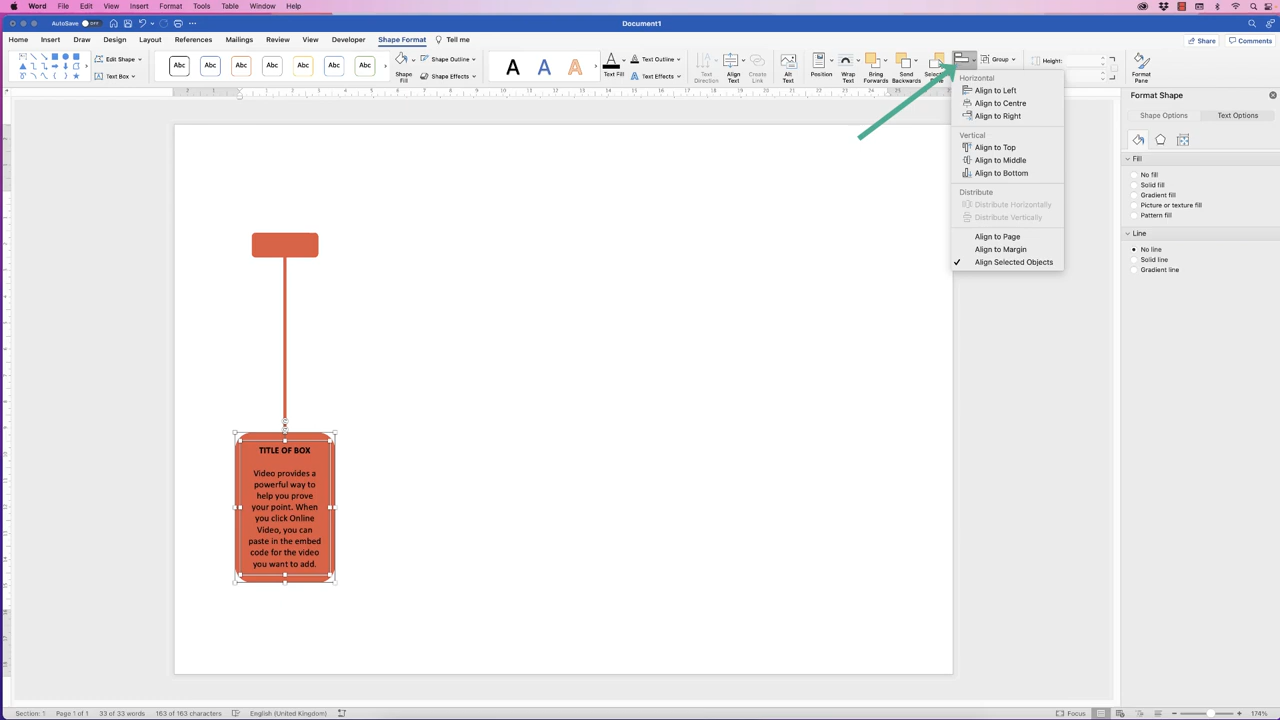 Word File Edit View Insert Format Tools Table Window Help
AutoSave OFF
Document1
Home Insert Draw Design Layout References Mailings Review View Developer Shape Format Tell me
Share Comments
Edit Shape
Text Box
Abc Abc Abc Abc Abc Abc Abc
Shape Fill
Shape Outline
Shape Effects
A A A
Text Fill
Text Outline
Text Effects
Text Direction
Align Text
Create Link
Alt Text
Position
Wrap Text
Bring Forwards
Send Backwards
Group
Height:
Format Pane
Horizontal
Align to Left
Align to Centre
Align to Right
Vertical
Align to Top
Align to Middle
Align to Bottom
Distribute
Distribute Horizontally
Distribute Vertically
Align to Page
Align to Margin
Align Selected Objects
Format Shape
Shape Options Text Options
Fill
No fill
Solid fill
Gradient fill
Picture or texture fill
Pattern fill
Line
No line
Solid line
Gradient line
TITLE OF BOX
Video provides a
powerful way to
help you prove
your point. When
you click Online
Video, you can
paste in the embed
code for the video
you want to add.
Section: 1 Page 1 of 1 33 of 33 words 163 of 163 characters English (United Kingdom) Focus 174%